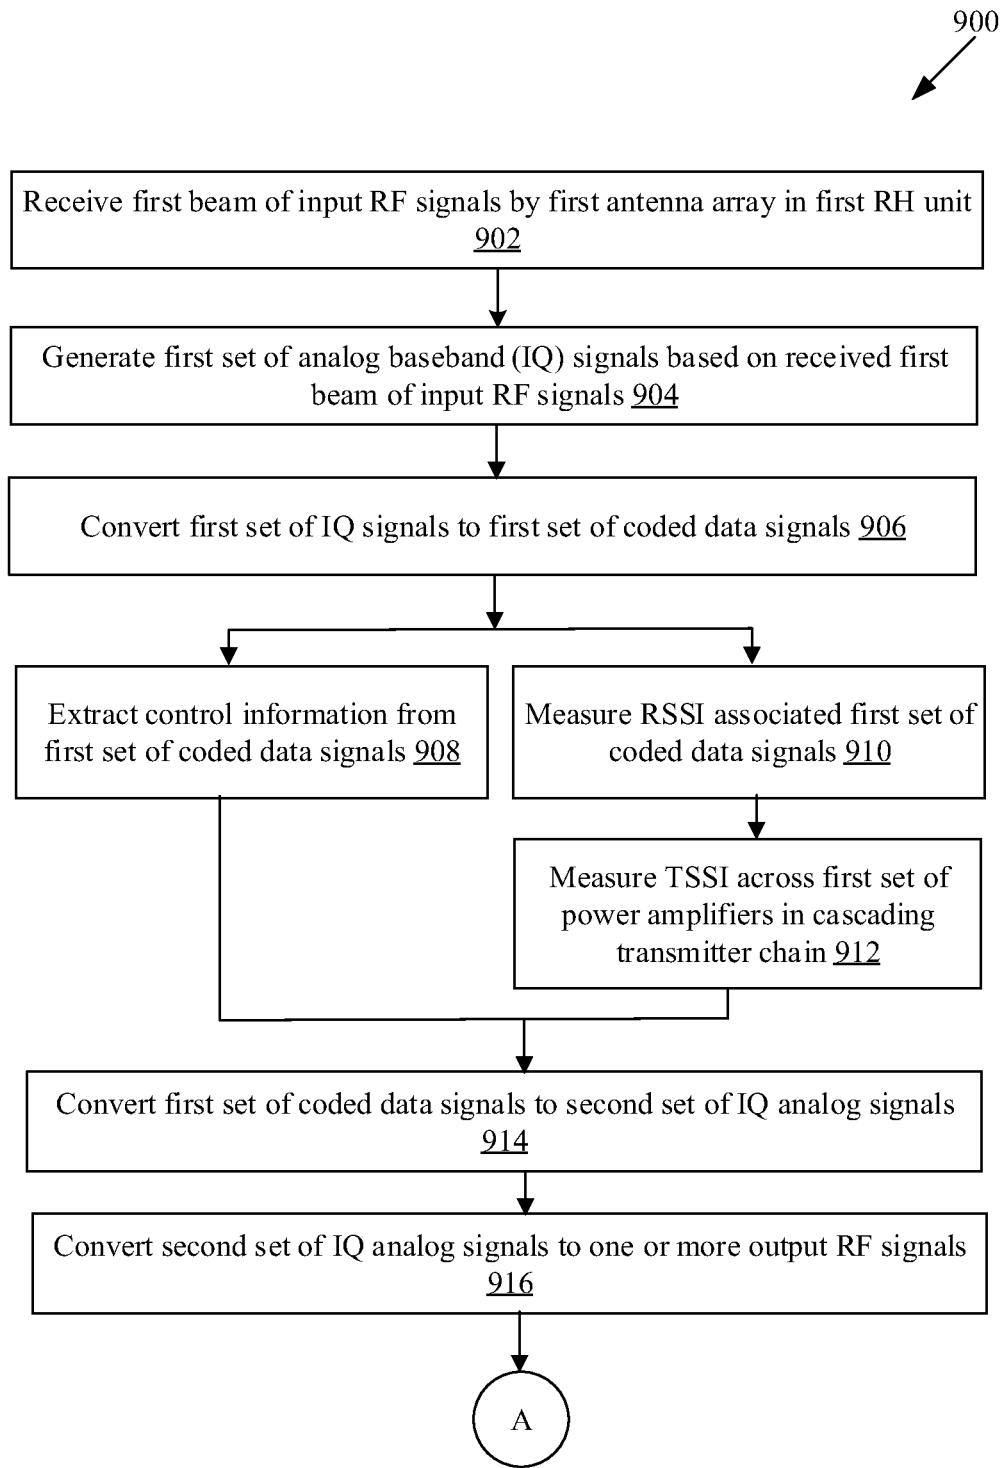 900
Receive first beam of input RF signals by first antenna array in first RH unit
902
Generate first set of analog baseband (IQ) signals based on received first
beam of input RF signals 904
Convert first set of IQ signals to first set of coded data signals 906
Extract control information from
first set of coded data signals 908
Measure RSSI associated first set of
coded data signals 910
Measure TSSI across first set of
power amplifiers in cascading
transmitter chain 912
Convert first set of coded data signals to second set of IQ analog signals
914
Convert second set of IQ analog signals to one or more output RF signals
916
A